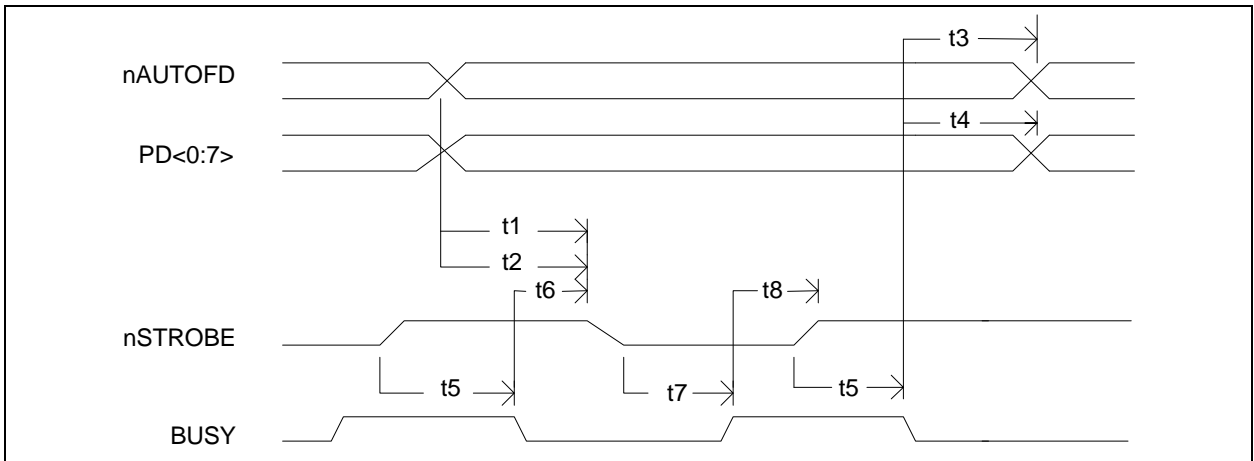 t3
nAUTOFD
t4
PD<0:7>
t1
t2
t6
t8
nSTROBE
t5
t7
t5
BUSY